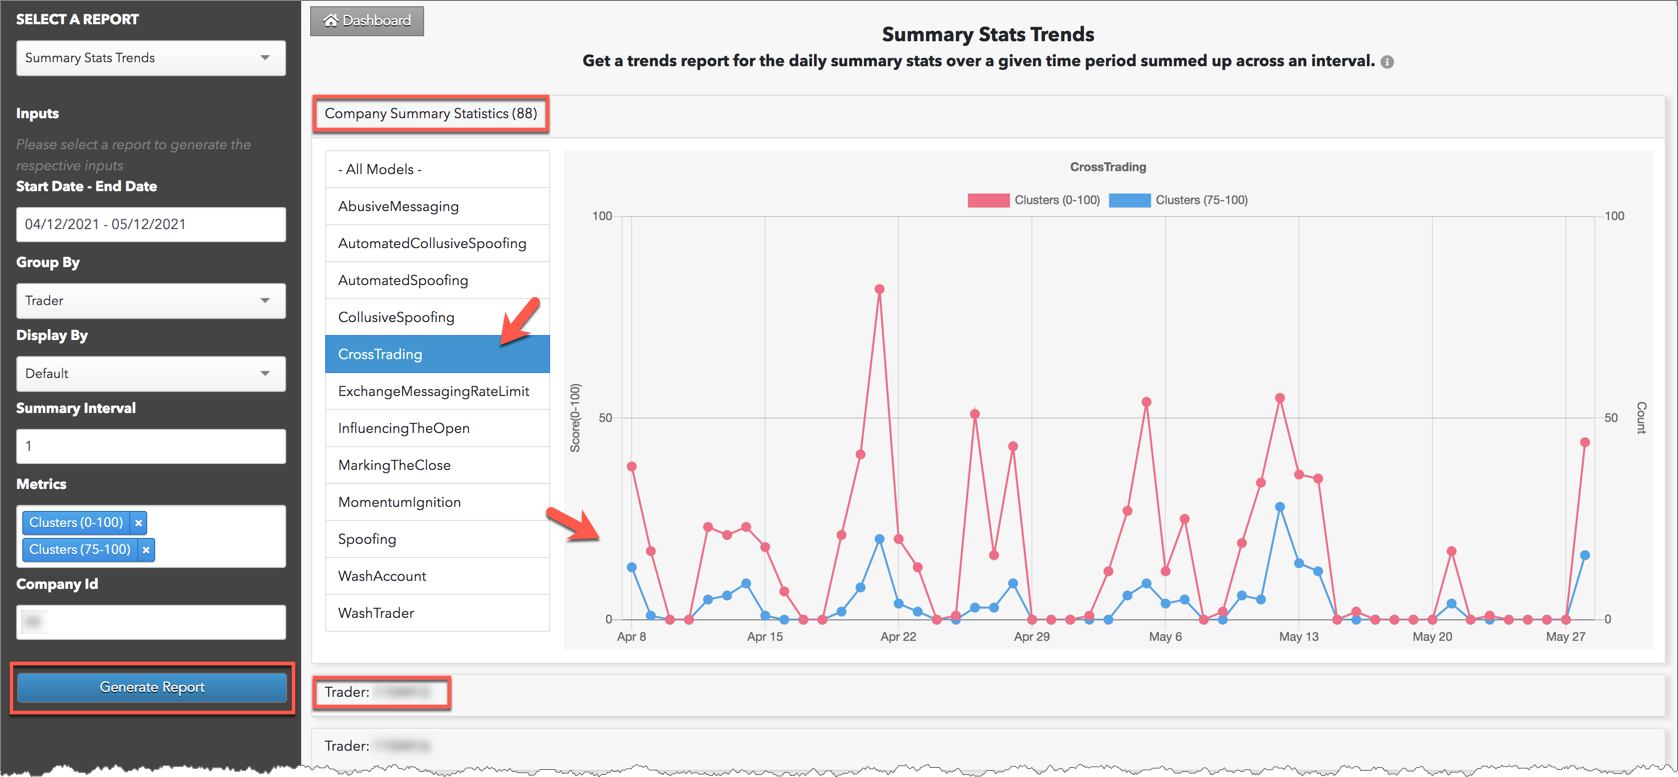 SELECT A REPORT
Summary Stats Trends
Inputs
Please select a report to generate the
respective inputs
Start Date - End Date
04/12/2021 - 05/12/2021
Group By
Trader
Display By
Default
Summary Interval
1
Metrics
Clusters (0-100) ×
Clusters (75-100) ×
Company Id
Generate Report
Dashboard
Summary Stats Trends
Get a trends report for the daily summary stats over a given time period summed up across an interval.
Company Summary Statistics (88)
- All Models -
AbusiveMessaging
AutomatedCollusiveSpoofing
AutomatedSpoofing
CollusiveSpoofing
CrossTrading
ExchangeMessagingRateLimit
InfluencingTheOpen
MarkingTheClose
MomentumIgnition
Spoofing
WashAccount
WashTrader
CrossTrading
Clusters (0-100) Clusters (75-100)
100 100
50 50
0 0
Score(0-100)
Count
Apr 8 Apr 15 Apr 22 Apr 29 May 6 May 13 May 20 May 27
Trader:
Trader: